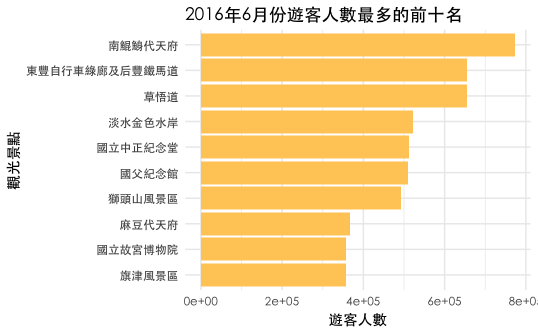 2016年6月份遊客人數最多的前十名
南鯤鯓代天府
東豐自行車綠廊及后豐鐵馬道
草悟道
淡水金色水岸
國立中正紀念堂
國父紀念館
獅頭山風景區
麻豆代天府
國立故宮博物院
旗津風景區
觀光景點
0e+00 2e+05 4e+05 6e+05 8e+05
遊客人數